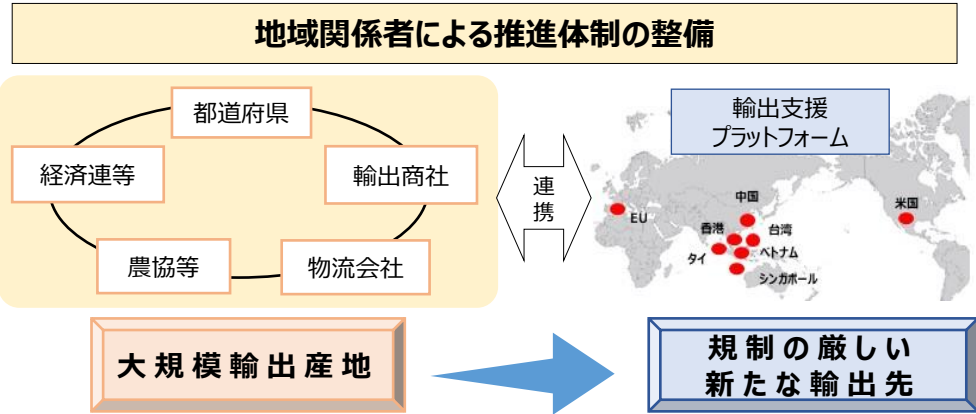 地域関係者による推進体制の整備
都道府県
経済連等
輸出商社
農協等
物流会社
連
携
輸出支援
プラットフォーム
中国
米国
EU
香港
台湾
タイ
ベトナム
シンガポール
大規模輸出産地
規制の厳しい
新たな輸出先